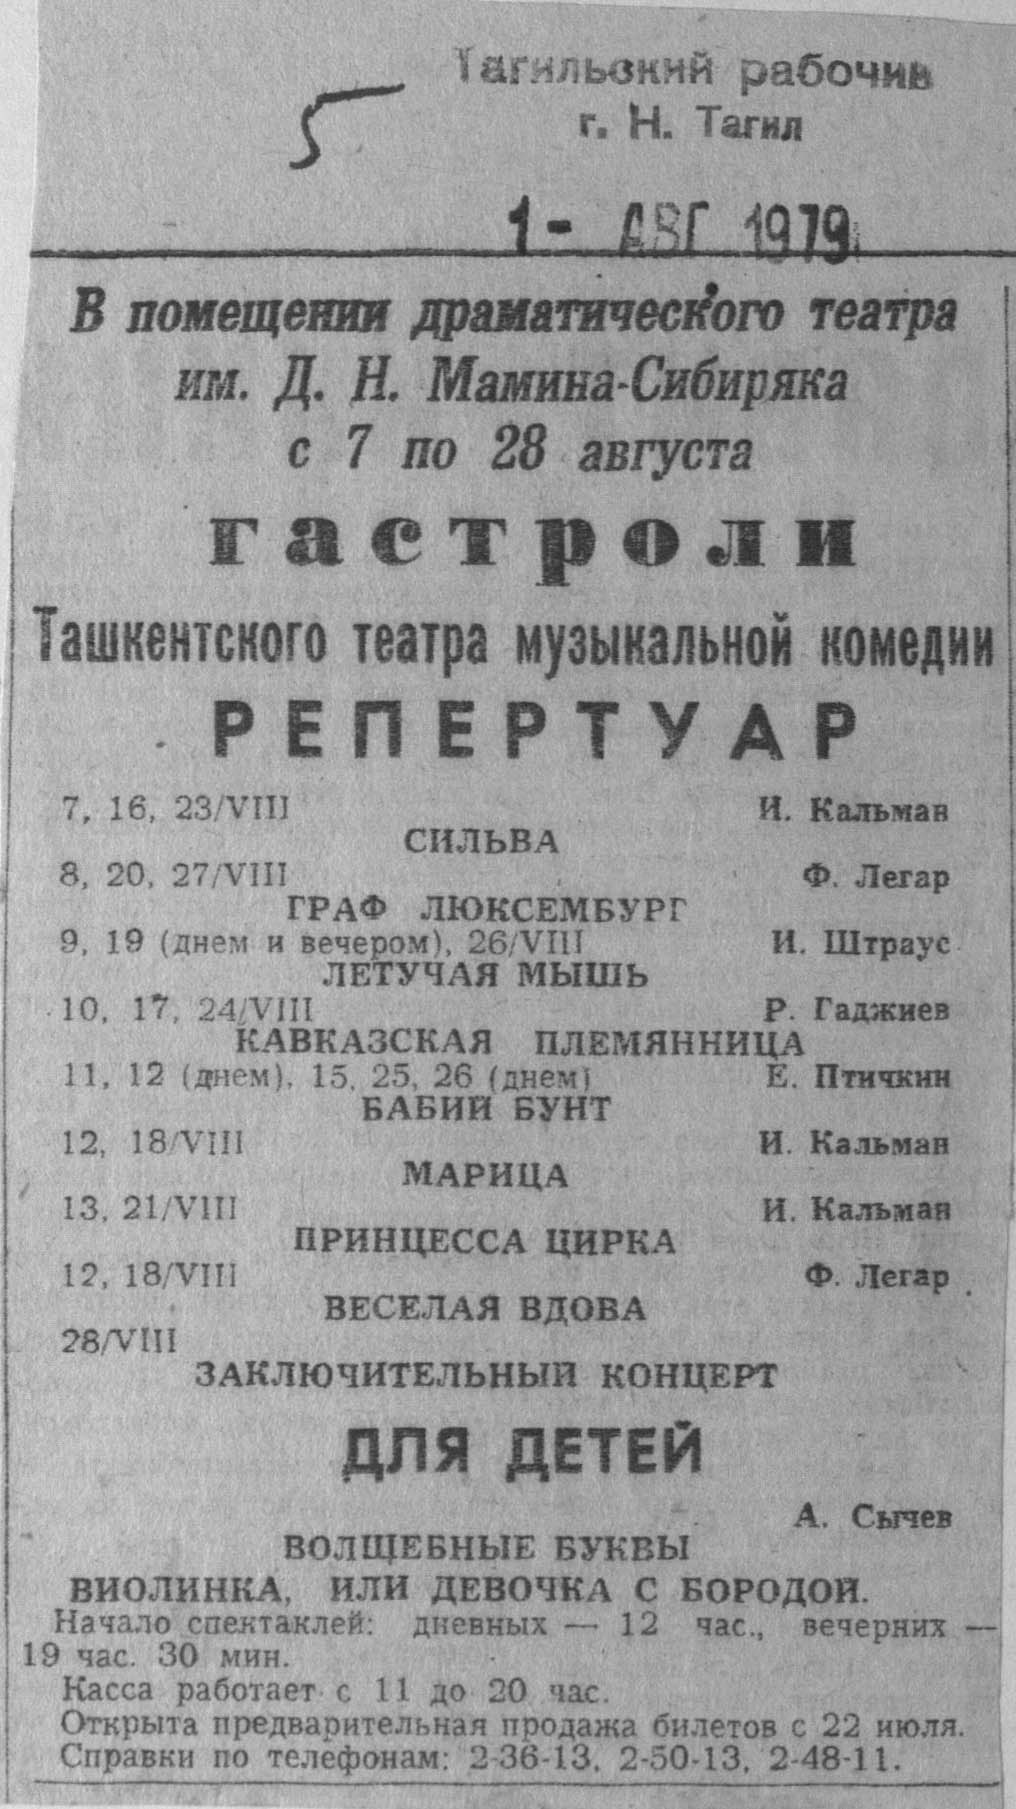 Тагильский рабочий
г. Н. Тагил
5
1- АВГ 1979
В помещении драматического театра
им. Д. Н. Мамина-Сибиряка
с 7 по 28 августа
гастроли
Ташкентского театра музыкальной комедии
РЕПЕРТУАР
7, 16, 23/VIII И. Кальман
СИЛЬВА
8, 20, 27/VIII Ф. Легар
ГРАФ ЛЮКСЕМБУРГ
9, 19 (днем и вечером), 26/VIII И. Штраус
ЛЕТУЧАЯ МЫШЬ
10, 17, 24/VIII Р. Гаджиев
КАВКАЗСКАЯ ПЛЕМЯННИЦА
11, 12 (днем), 15, 25, 26 (днем) Е. Птичкин
БАБИЙ БУНТ
12, 18/VIII И. Кальман
МАРИЦА
13, 21/VIII И. Кальман
ПРИНЦЕССА ЦИРКА
12, 18/VIII Ф. Легар
ВЕСЕЛАЯ ВДОВА
28/VIII
ЗАКЛЮЧИТЕЛЬНЫЙ КОНЦЕРТ
ДЛЯ ДЕТЕЙ
А. Сычев
ВОЛШЕБНЫЕ БУКВЫ
ВИОЛИНКА, ИЛИ ДЕВОЧКА С БОРОДОЙ.
Начало спектаклей: дневных — 12 час., вечерних —
19 час. 30 мин.
Касса работает с 11 до 20 час.
Открыта предварительная продажа билетов с 22 июля.
Справки по телефонам: 2-36-13, 2-50-13, 2-48-11.